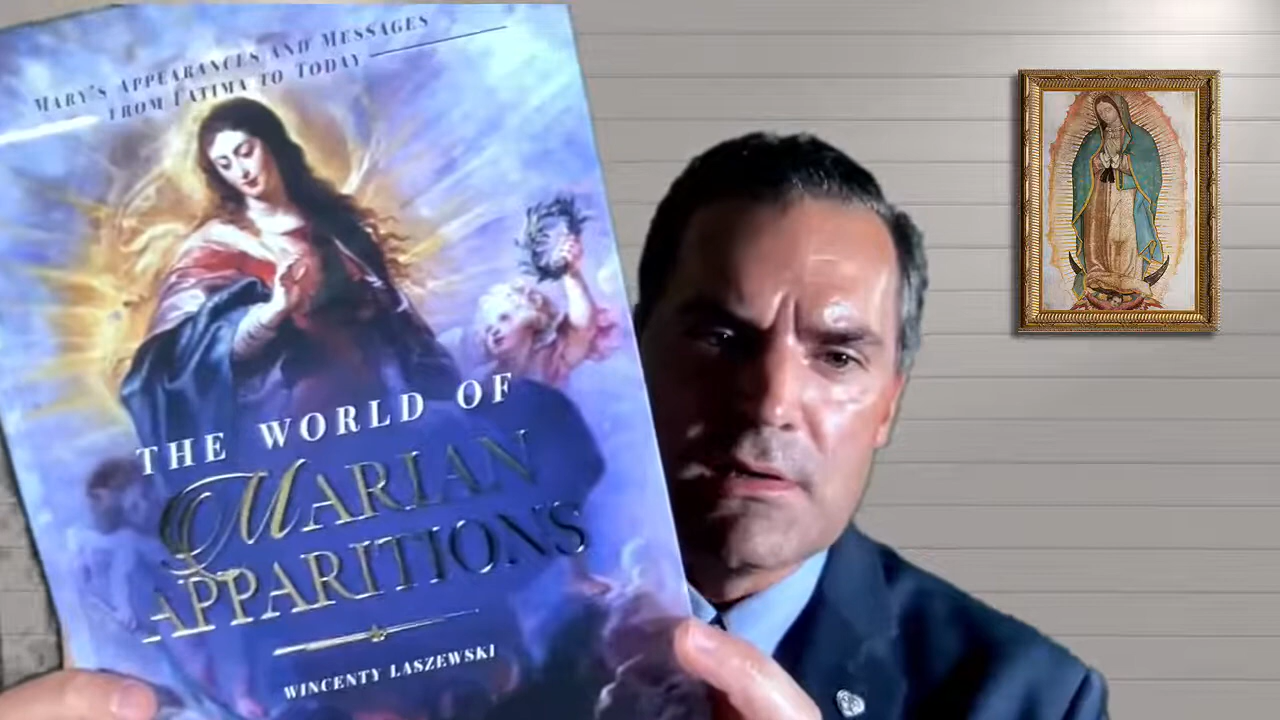 MARY'S APPEARANCES AND MESSAGES
FROM FATIMA TO TODAY
THE WORLD OF
MARIAN
APPARITIONS
WINCENTY LASZEWSKI